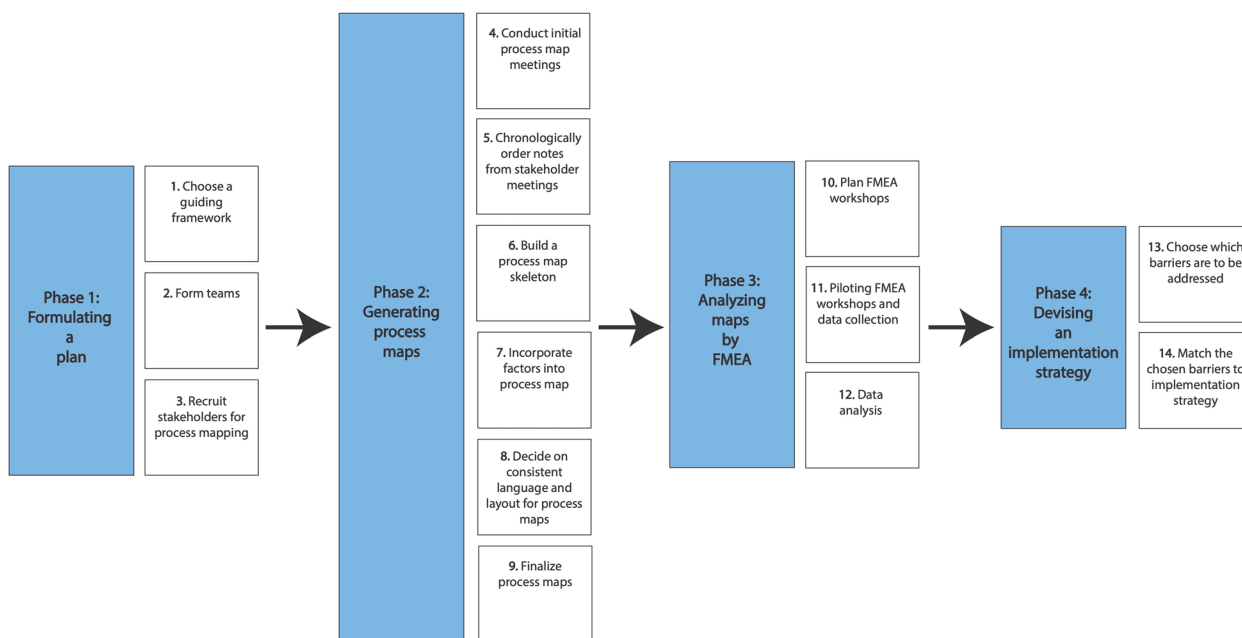 Phase 1:
Formulating
a
plan
1. Choose a
guiding
framework
2. Form teams
3. Recruit
stakeholders for
process mapping
Phase 2:
Generating
process
maps
4. Conduct initial
process map
meetings
5. Chronologically
order notes
from stakeholder
meetings
6. Build a
process map
skeleton
7. Incorporate
factors into
process map
8. Decide on
consistent
language and
layout for process
maps
9. Finalize
process maps
Phase 3:
Analyzing
maps
by
FMEA
10. Plan FMEA
workshops
11. Piloting FMEA
workshops and
data collection
12. Data
analysis
Phase 4:
Devising
an
implementation
strategy
13. Choose which
barriers are to be
addressed
14. Match the
chosen barriers to
implementation
strategy